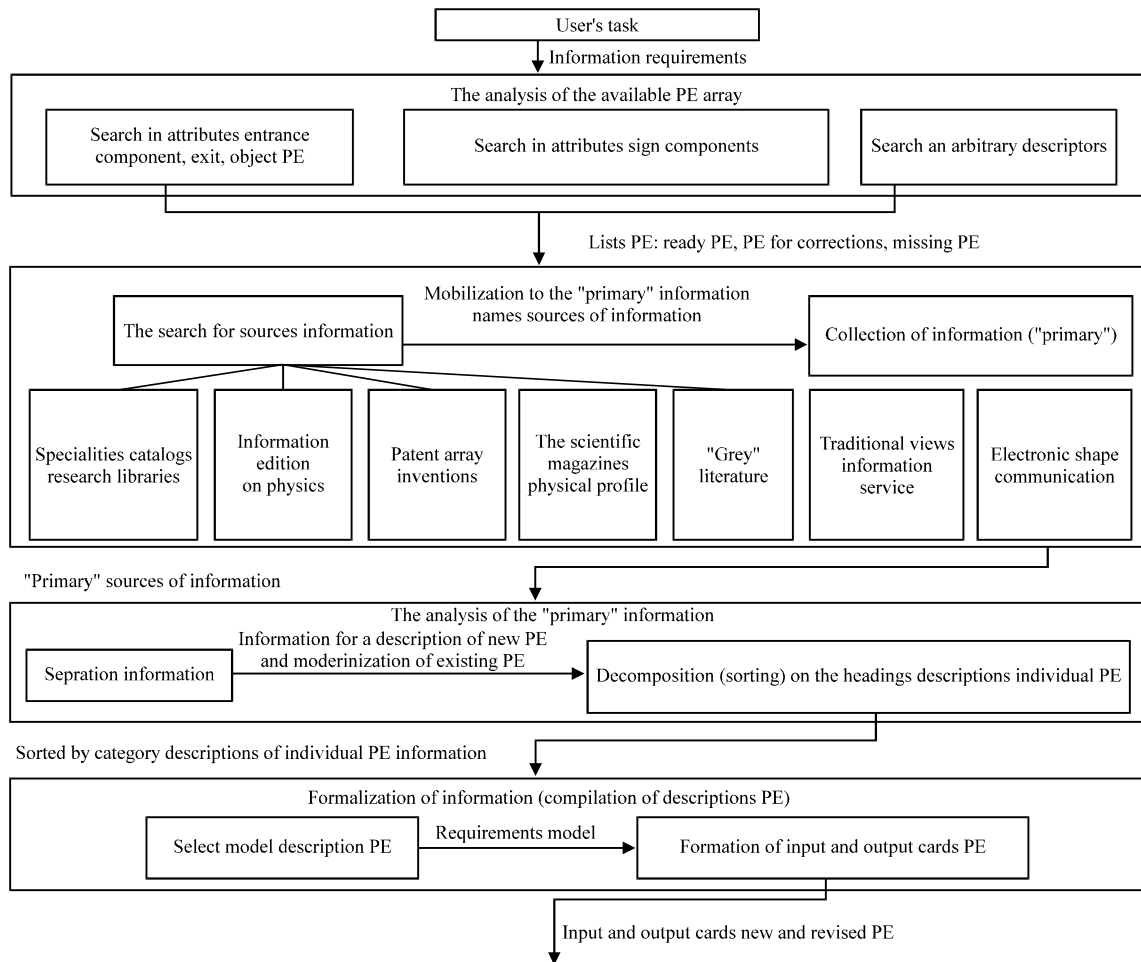 User's task
Information requirements
The analysis of the available PE array
Search in attributes entrance
component, exit, object PE
Search in attributes sign components
Search an arbitrary descriptors
Lists PE: ready PE, PE for corrections, missing PE
Mobilization to the "primary" information
names sources of information
The search for sources information
Collection of information ("primary")
Specialities catalogs
research libraries
Information
edition
on physics
Patent array
inventions
The scientific
magazines
physical profile
"Grey"
literature
Traditional views
information
service
Electronic shape
communication
"Primary" sources of information
The analysis of the "primary" information
Information for a description of new PE
and moderinization of existing PE
Sepration information
Decomposition (sorting) on the headings descriptions individual PE
Sorted by category descriptions of individual PE information
Formalization of information (compilation of descriptions PE)
Select model description PE
Requirements model
Formation of input and output cards PE
Input and output cards new and revised PE